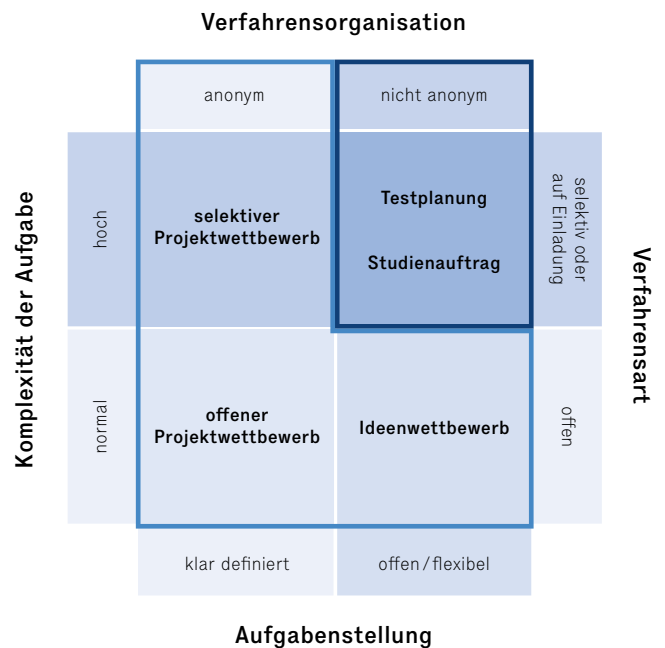 Verfahrensorganisation
anonym
nicht anonym
Komplexität der Aufgabe
hoch
selektiver
Projektwettbewerb
Testplanung
Studienauftrag
selektiv oder
auf Einladung
Verfahrensart
normal
offener
Projektwettbewerb
Ideenwettbewerb
offen
klar definiert
offen/flexibel
Aufgabenstellung